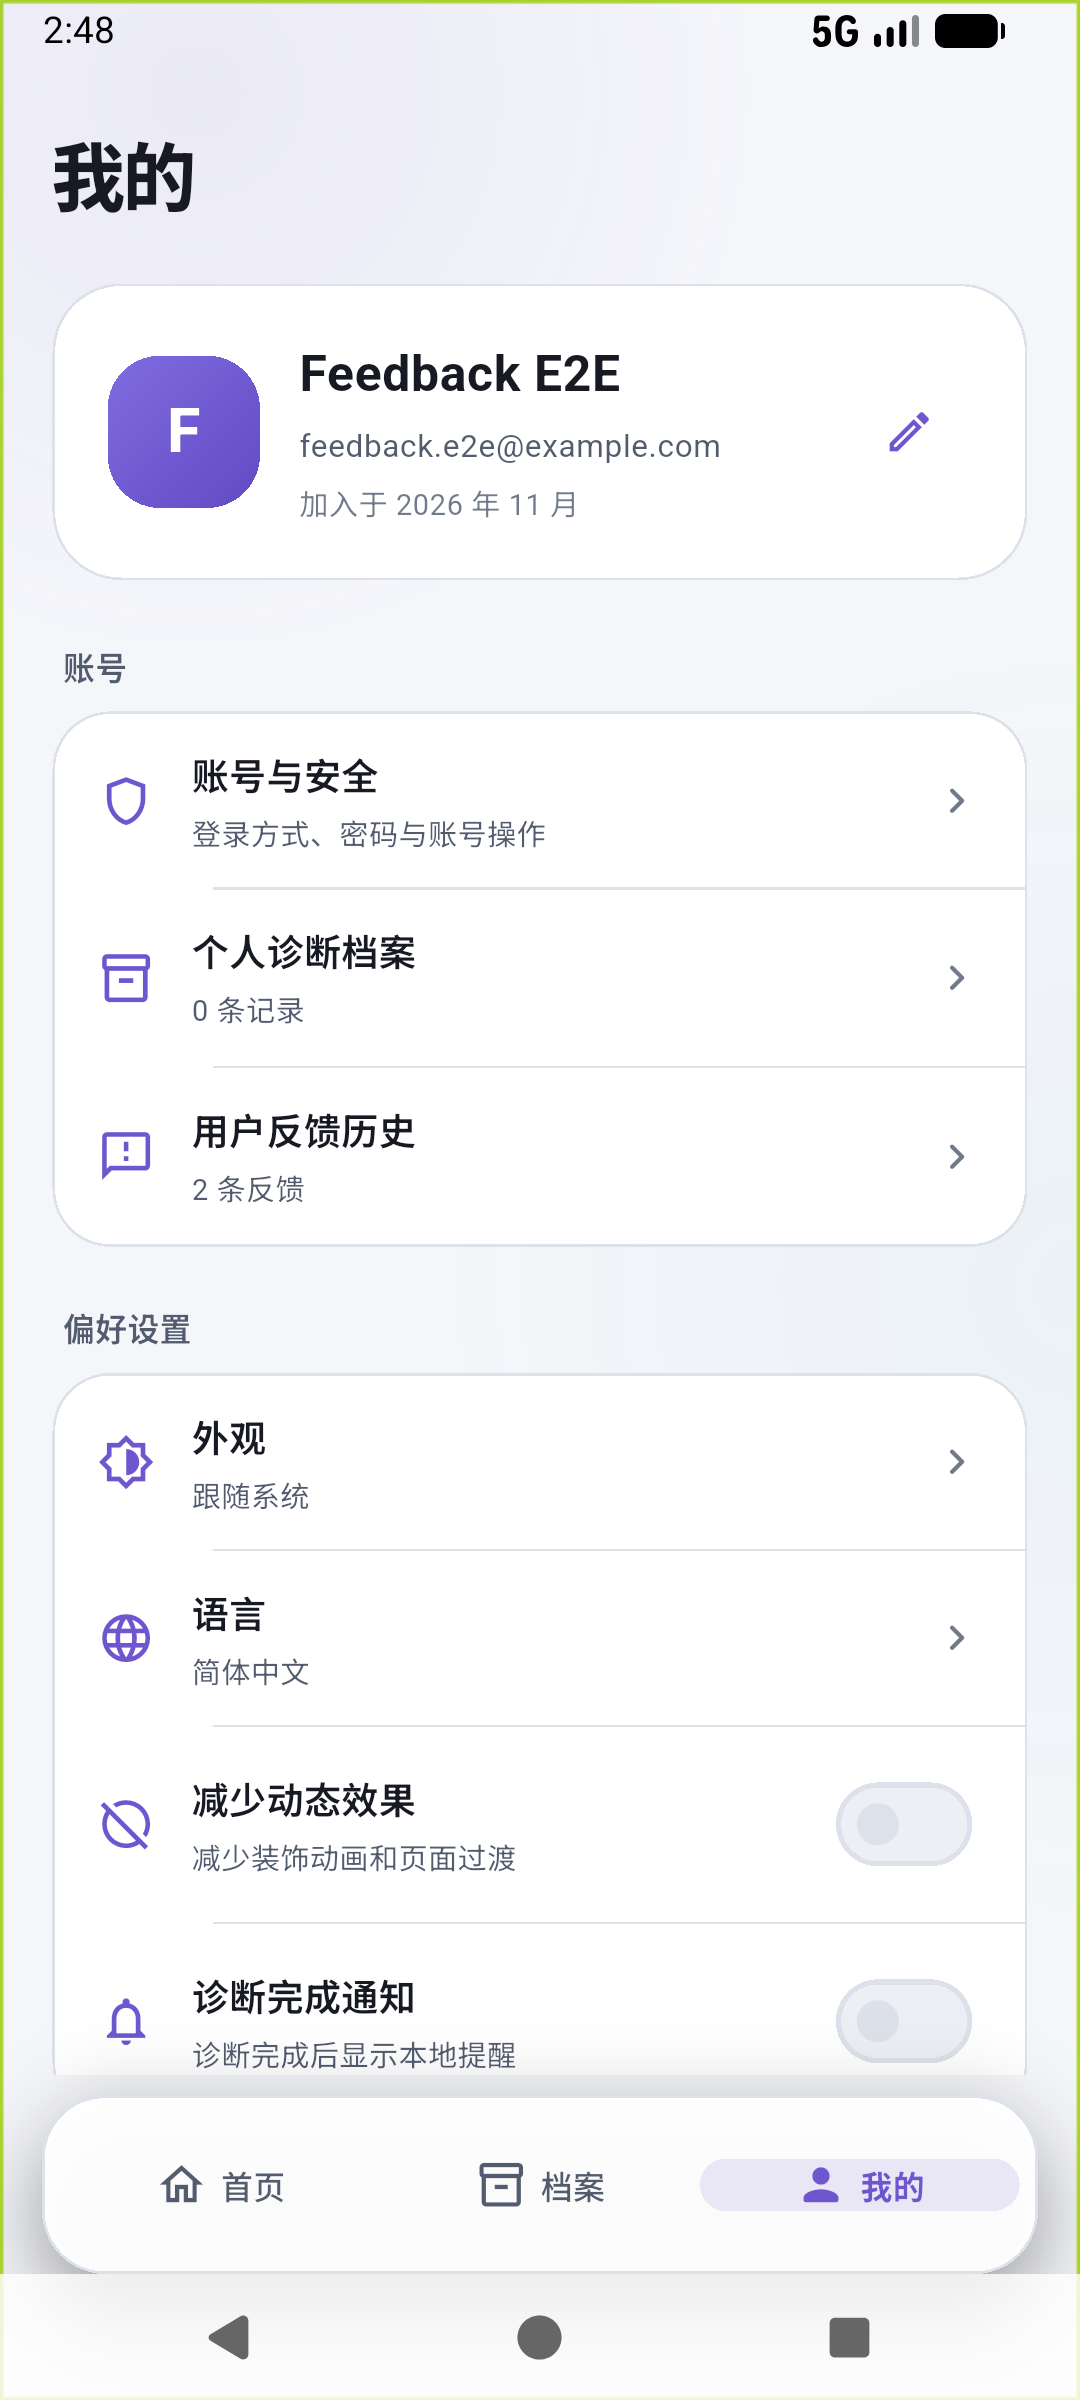 2:48
5G
我的
F
Feedback E2E
feedback.e2e@example.com
加入于 2026 年 11 月
账号
账号与安全
登录方式、密码与账号操作
个人诊断档案
0 条记录
用户反馈历史
2 条反馈
偏好设置
外观
跟随系统
语言
简体中文
减少动态效果
减少装饰动画和页面过渡
诊断完成通知
诊断完成后显示本地提醒
首页
档案
我的